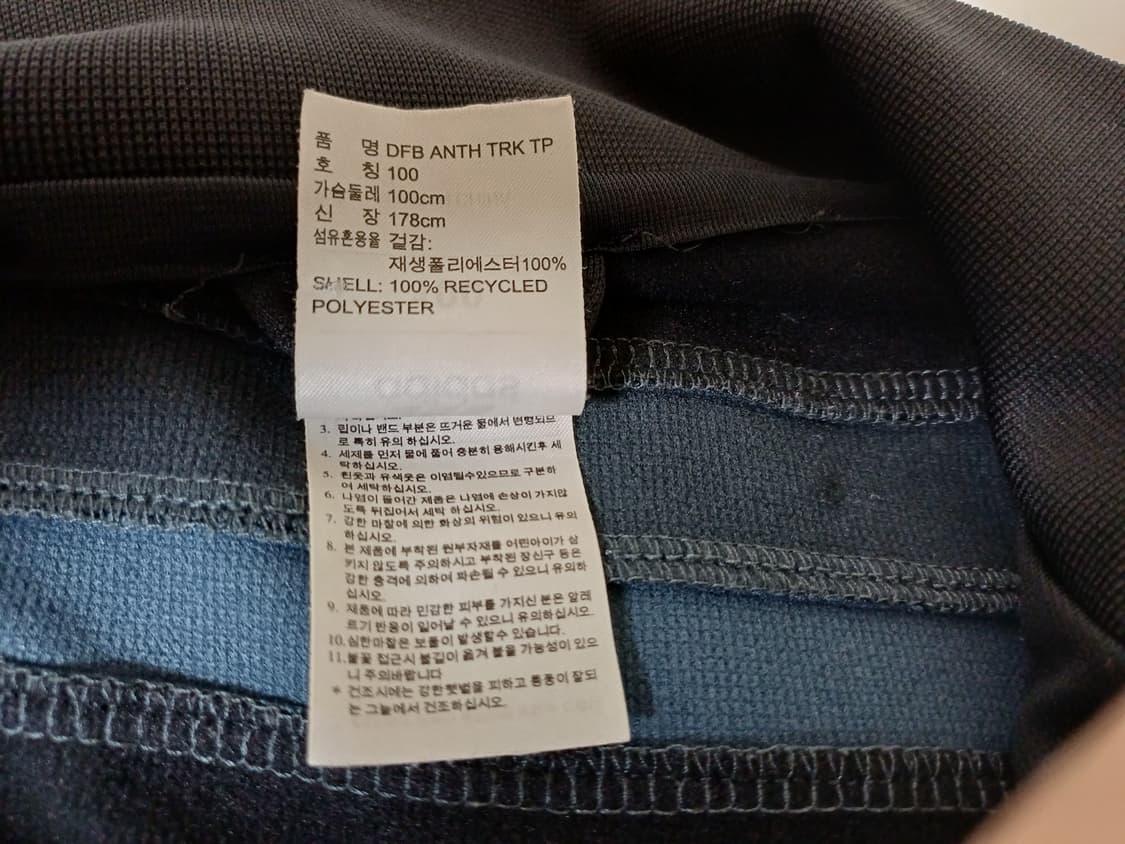 품 명 DFB ANTH TRK TP
호 칭 100
가슴둘레 100cm
신 장 178cm
섬유혼용율 겉감:
재생폴리에스터100%
SHELL: 100% RECYCLED
POLYESTER
3. 밑이나 밴드 부분은 뜨거운 물에서 변형되므
로 특히 유의 하십시오.
4. 세제를 먼저 물에 풀어 충분히 용해시킨후 세
탁하십시오.
5. 흰옷과 유색옷은 이염될수있으므로 구분하
여 세탁하십시오.
6. 나염이 들어간 제품은 나염에 손상이 가지않
도록 뒤집어서 세탁 하십시오.
7. 강한 마찰에 의한 화상의 위험이 있으니 유의
하십시오.
8. 본 제품에 부착된 원부자재를 어린아이가 삼
키지 않도록 주의하시고 부착된 장신구 등은
강한 충격에 의하여 파손될 수 있으니 유의하
십시오.
9. 제품에 따라 민감한 피부를 가지신 분은 알레
르기 반응이 일어날 수 있으니 유의하십시오.
10.심한마찰은 보풀이 발생할수 있습니다.
11.불꽃 접근시 불길이 옮겨 붙을 가능성이 있으
니 주의바랍니다
* 건조시에는 강한햇볕을 피하고 통풍이 잘되
는 그늘에서 건조하십시오.